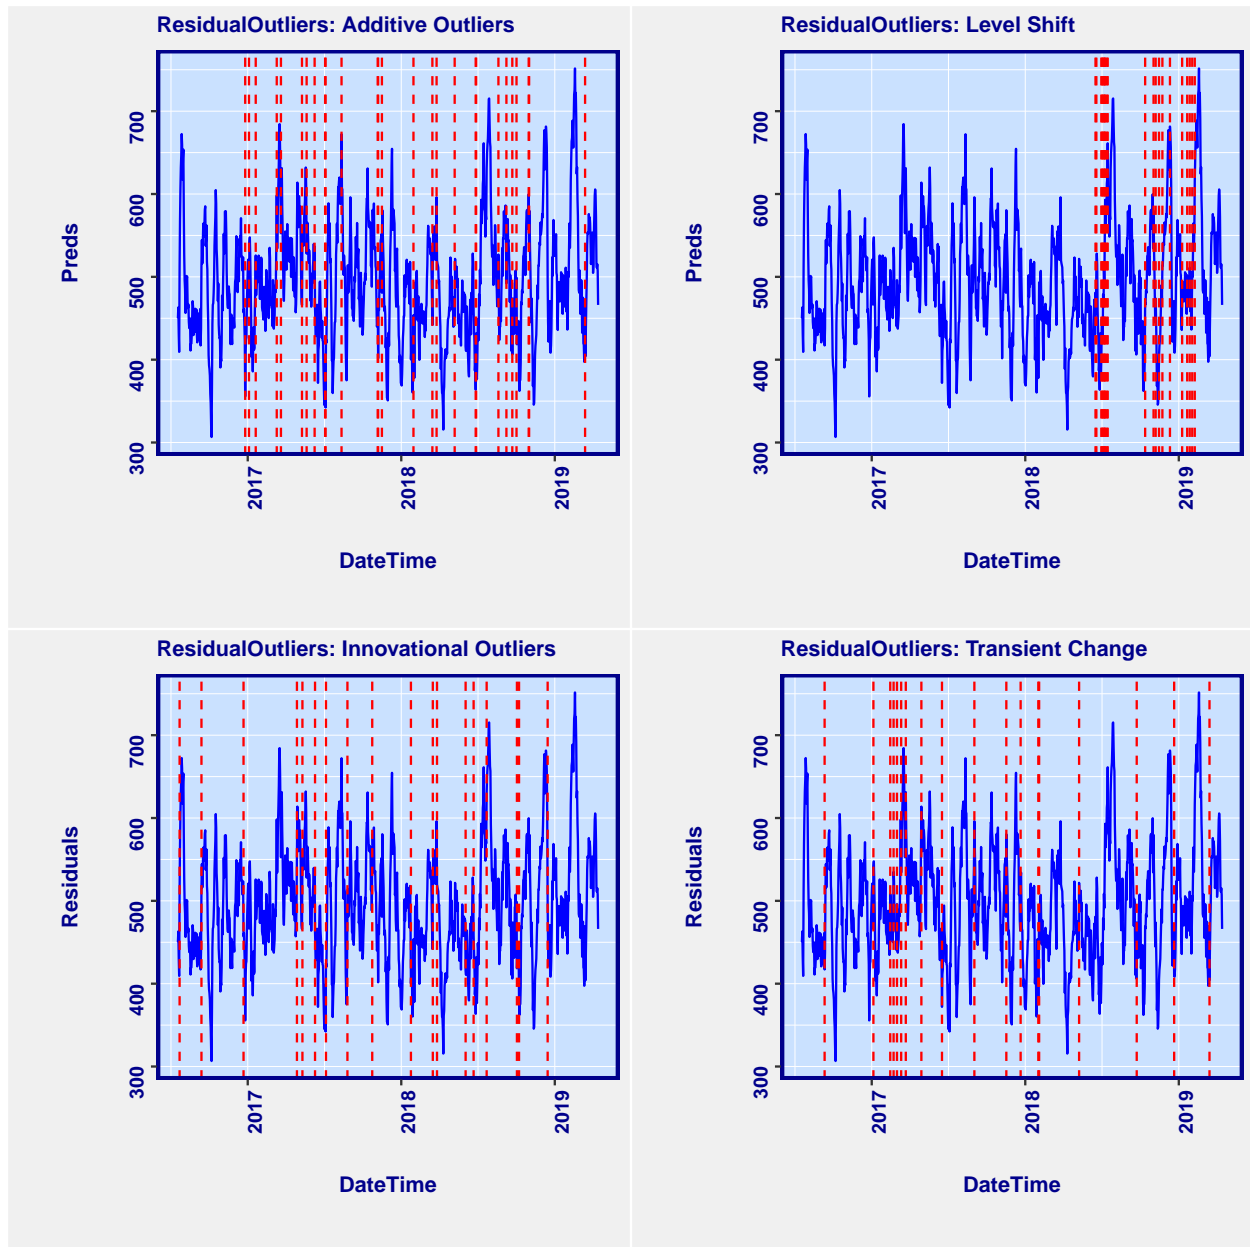 ResidualOutliers: Additive Outliers
Preds
700
600
500
400
300
2017
2018
2019
DateTime
ResidualOutliers: Level Shift
Preds
700
600
500
400
300
2017
2018
2019
DateTime
ResidualOutliers: Innovational Outliers
Residuals
700
600
500
400
300
2017
2018
2019
DateTime
ResidualOutliers: Transient Change
Residuals
700
600
500
400
300
2017
2018
2019
DateTime